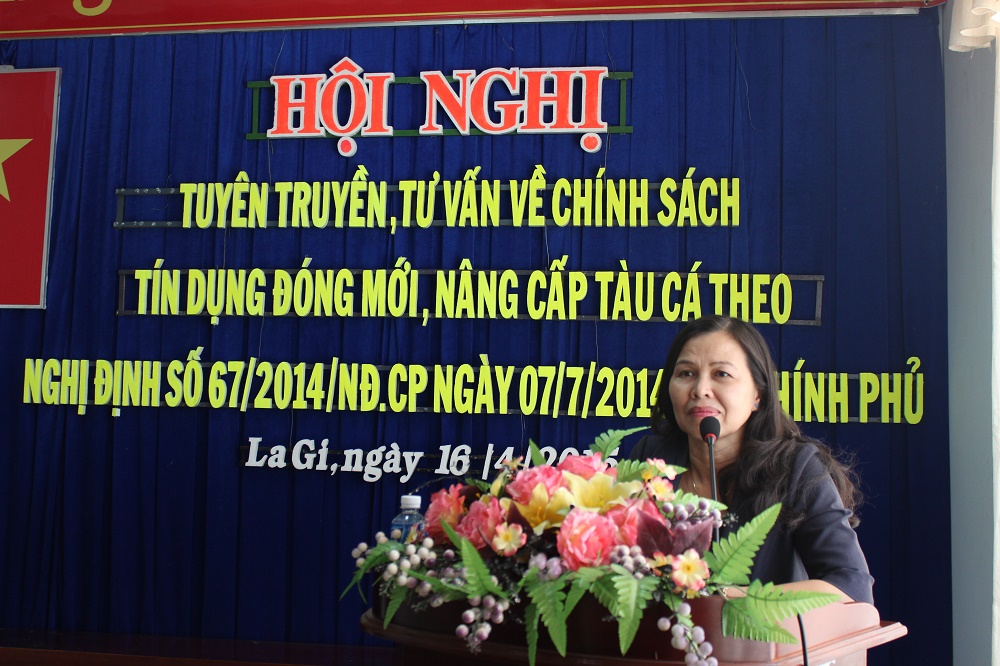 HỘI NGHỊ
TUYÊN TRUYỀN, TƯ VẤN VỀ CHÍNH SÁCH
TÍN DỤNG ĐÓNG MỚI, NÂNG CẤP TÀU CÁ THEO
NGHỊ ĐỊNH SỐ 67/2014/NĐ.CP NGÀY 07/7/2014 HÍNH PHỦ
La Gi, ngày 16/4/